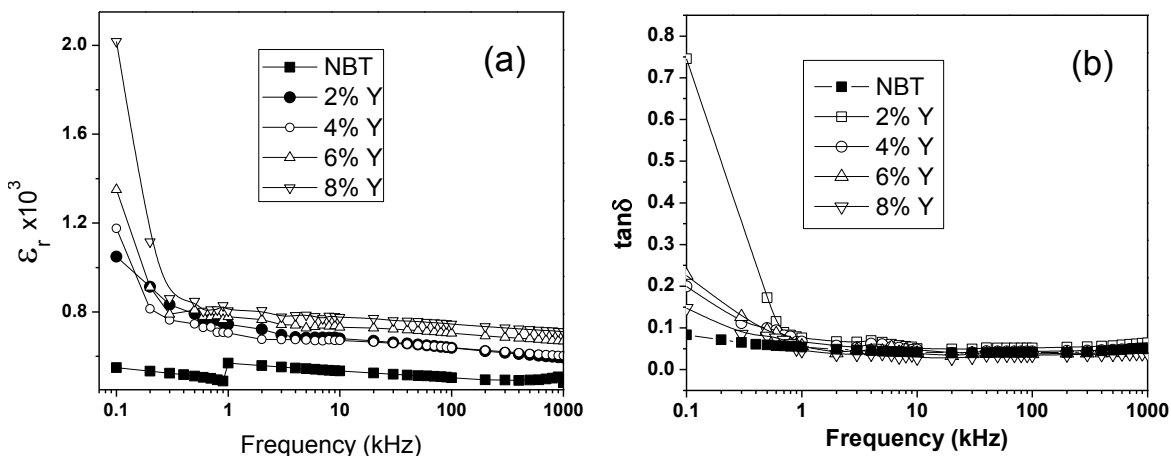 (a)
NBT
2% Y
4% Y
6% Y
8% Y
2.0
1.6
1.2
0.8
εr x10^3
0.1
1
10
100
1000
Frequency (kHz)
(b)
NBT
2% Y
4% Y
6% Y
8% Y
0.8
0.7
0.6
0.5
0.4
0.3
0.2
0.1
0.0
tanδ
0.1
1
10
100
1000
Frequency (kHz)